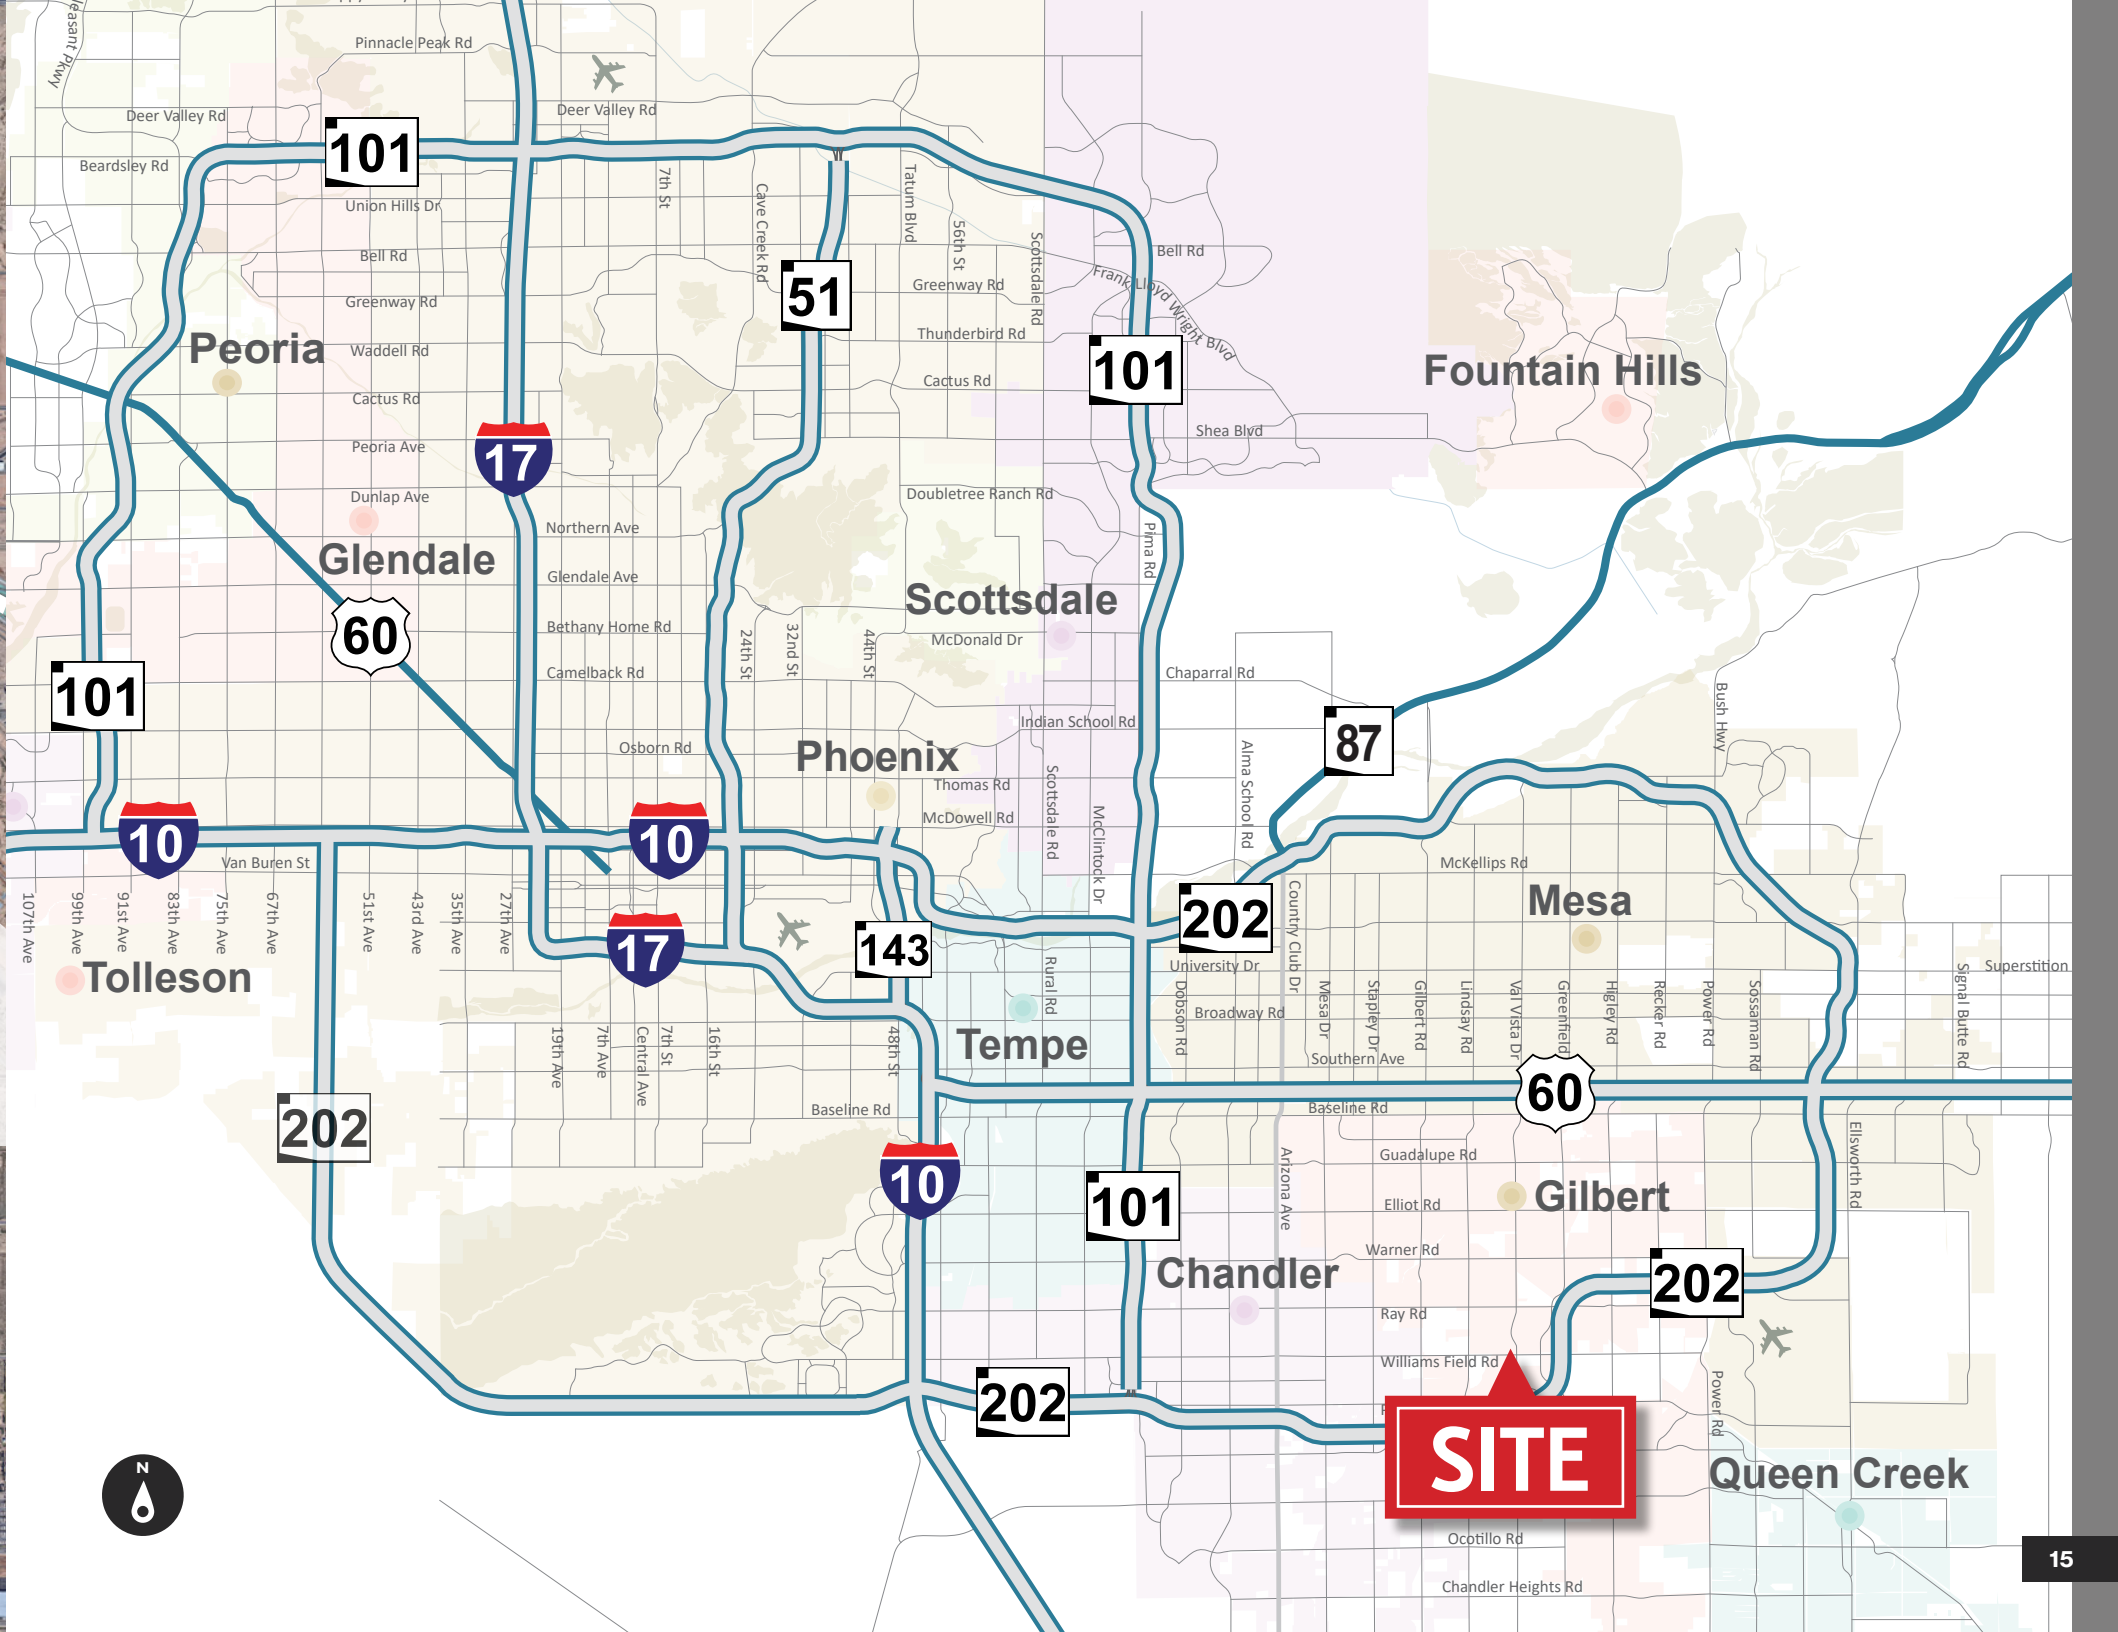 Pinnacle Peak Rd
leasant Pkwy
Deer Valley Rd
Deer Valley Rd
101
Beardsley Rd
7th St
Cave Creek Rd
Tatum Blvd
56th St
Scottsdale Rd
Union Hills Dr
Bell Rd
Bell Rd
51
Greenway Rd
Frank Lloyd Wright Blvd
Greenway Rd
Thunderbird Rd
Peoria
Waddell Rd
101
Fountain Hills
Cactus Rd
Cactus Rd
Shea Blvd
Peoria Ave
17
Dunlap Ave
Doubletree Ranch Rd
Northern Ave
Pima Rd
Glendale
Glendale Ave
Scottsdale
60
Bethany Home Rd
24th St
32nd St
44th St
McDonald Dr
Camelback Rd
Chaparral Rd
101
Bush Hwy
Indian School Rd
87
Osborn Rd
Phoenix
Alma School Rd
Thomas Rd
Scottsdale Rd
McClintock Dr
McDowell Rd
10
10
Van Buren St
McKellips Rd
107th Ave
99th Ave
91st Ave
83th Ave
75th Ave
67th Ave
51st Ave
43rd Ave
35th Ave
27th Ave
202
Country Club Dr
Mesa
17
143
Tolleson
University Dr
Superstition
Rural Rd
Dobson Rd
Mesa Dr
Stapley Dr
Gilbert Rd
Lindsay Rd
Val Vista Dr
Greenfield
Higley Rd
Recker Rd
Power Rd
Sossaman Rd
Signal Butte Rd
Broadway Rd
Tempe
19th Ave
7th Ave
Central Ave
7th St
16th St
48th St
Southern Ave
60
Baseline Rd
Baseline Rd
202
Ellsworth Rd
Guadalupe Rd
10
Arizona Ave
101
Elliot Rd
Gilbert
Warner Rd
Chandler
202
Ray Rd
Williams Field Rd
Power Rd
202
SITE
Queen Creek
N
Ocotillo Rd
Chandler Heights Rd
15